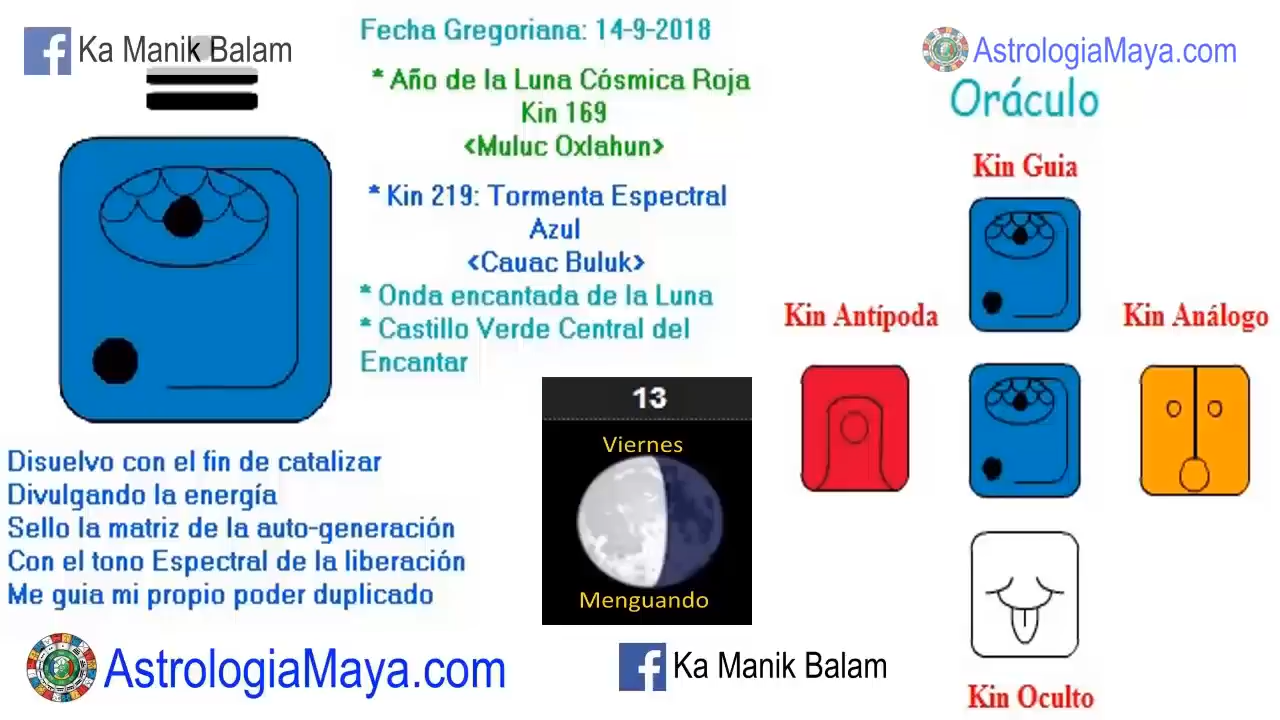 Ka Manik Balam
Fecha Gregoriana: 14-9-2018
AstrologiaMaya.com
* Año de la Luna Cósmica Roja
Kin 169
<Muluc Oxlahun>
* Kin 219: Tormenta Espectral
Azul
<Cauac Buluk>
* Onda encantada de la Luna
* Castillo Verde Central del
Encantar
Oráculo
Kin Guia
Kin Antípoda
Kin Análogo
Kin Oculto
13
Viernes
Menguando
Disuelvo con el fin de catalizar
Divulgando la energía
Sello la matriz de la auto-generación
Con el tono Espectral de la liberación
Me guia mi propio poder duplicado
AstrologiaMaya.com
Ka Manik Balam